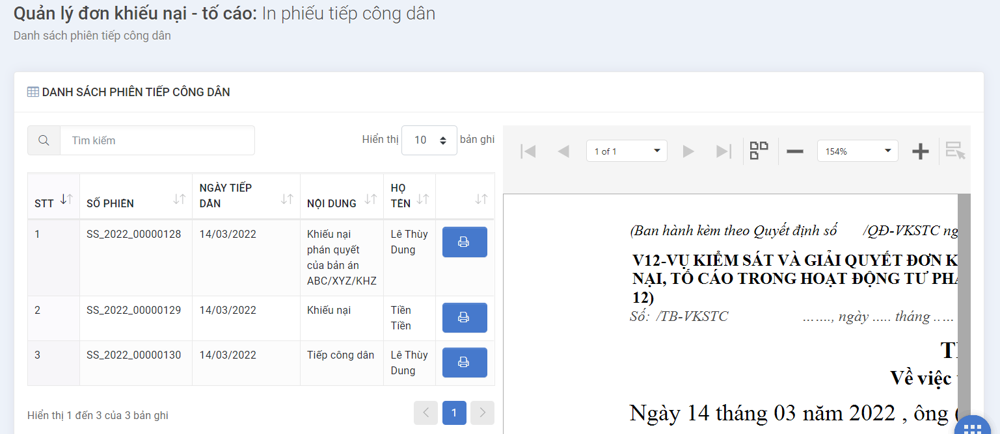 Quản lý đơn khiếu nại - tố cáo: In phiếu tiếp công dân
Danh sách phiên tiếp công dân
DANH SÁCH PHIÊN TIẾP CÔNG DÂN
Tìm kiếm
Hiển thị 10 bản ghi
STT SỐ PHIÊN NGÀY TIẾP DÂN NỘI DUNG HỌ TÊN
1 SS_2022_00000128 14/03/2022 Khiếu nại phán quyết của bản án ABC/XYZ/KHZ Lê Thùy Dung
2 SS_2022_00000129 14/03/2022 Khiếu nại Tiền Tiền
3 SS_2022_00000130 14/03/2022 Tiếp công dân Lê Thùy Dung
Hiển thị 1 đến 3 của 3 bản ghi
1
1 of 1
154%
(Ban hành kèm theo Quyết định số /QĐ-VKSTC ng
V12-VỤ KIỂM SÁT VÀ GIẢI QUYẾT ĐƠN K
NẠI, TỐ CÁO TRONG HOẠT ĐỘNG TƯ PHÁ
12)
Số: /TB-VKSTC ......., ngày ..... tháng .....
T
Về việc
Ngày 14 tháng 03 năm 2022 , ông (